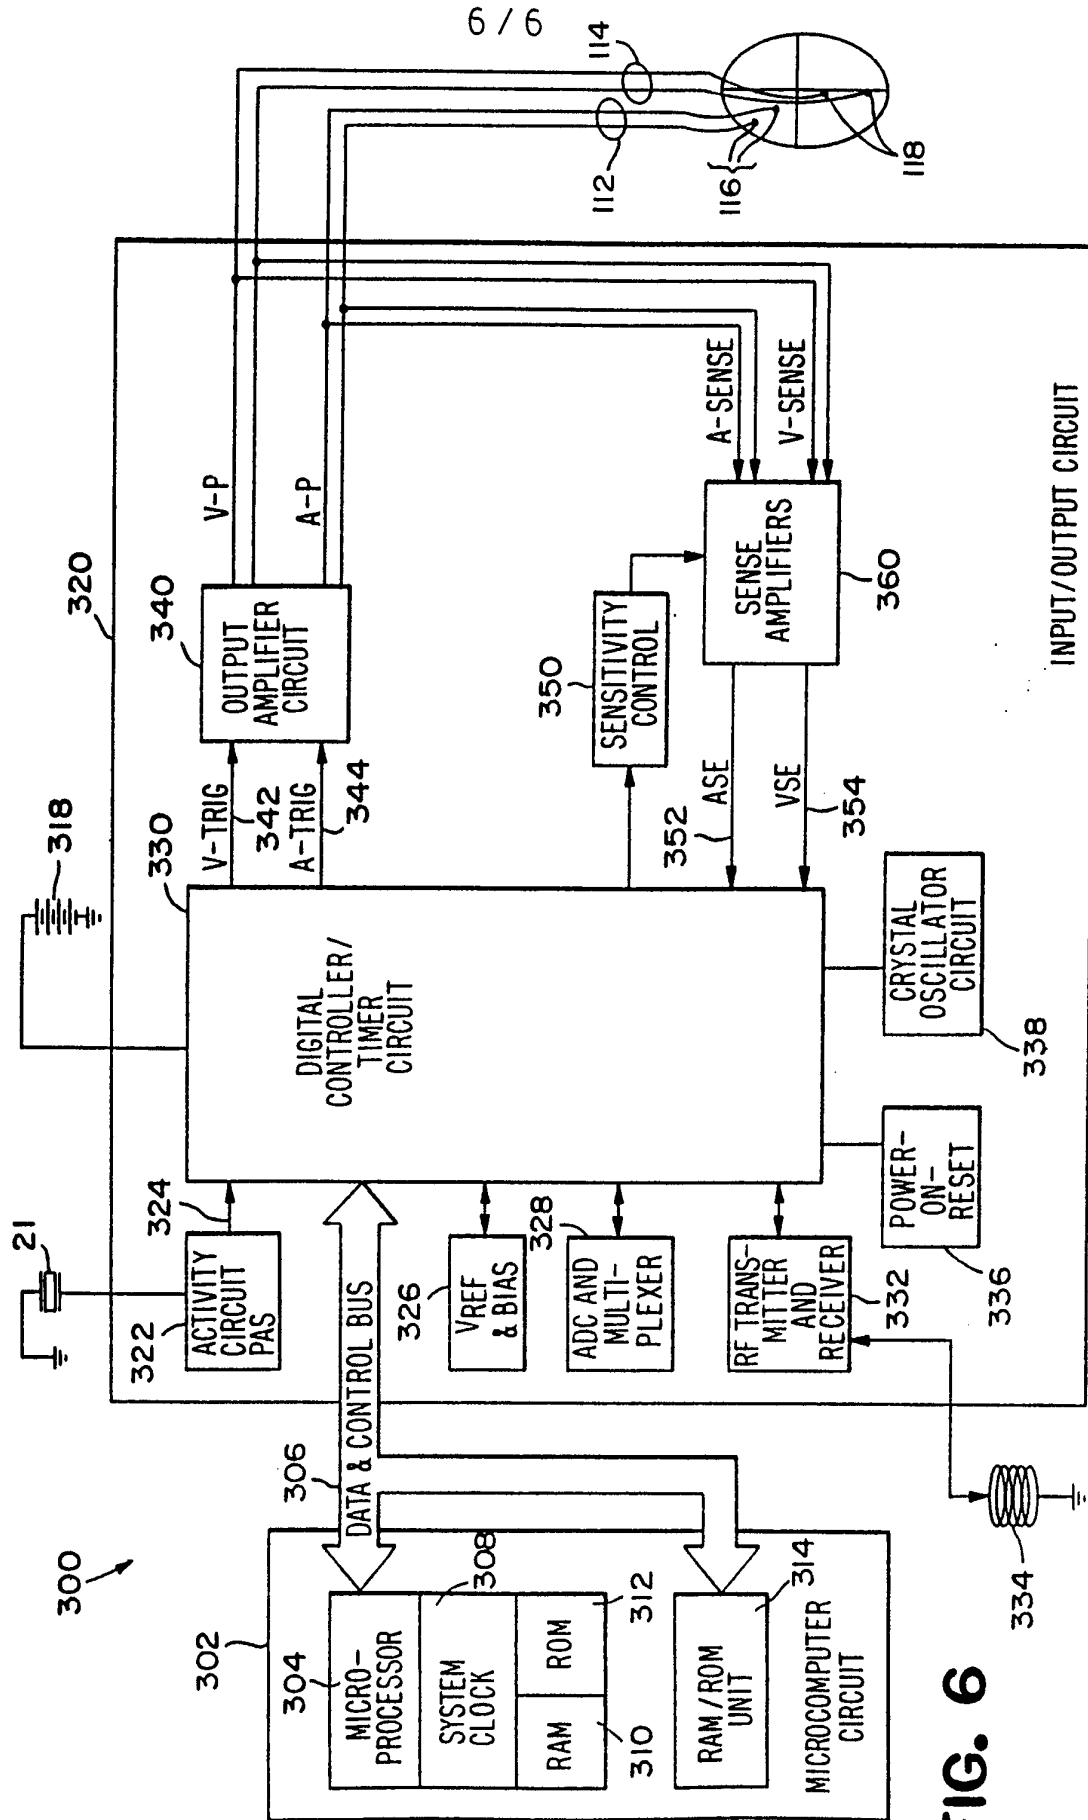 6/6
300
302
304
MICRO-
PROCESSOR
SYSTEM
CLOCK
308
RAM
ROM
310
312
RAM/ROM
UNIT
314
MICROCOMPUTER
CIRCUIT
306
DATA & CONTROL BUS
21
322
ACTIVITY
CIRCUIT
PAS
324
326
VREF
& BIAS
328
ADC AND
MULTI-
PLEXER
RF TRANS-
MITTER
AND
RECEIVER
332
334
POWER-
ON-
RESET
336
CRYSTAL
OSCILLATOR
CIRCUIT
338
318
330
DIGITAL
CONTROLLER/
TIMER
CIRCUIT
320
V-TRIG
342
A-TRIG
344
340
OUTPUT
AMPLIFIER
CIRCUIT
V-P
A-P
350
SENSITIVITY
CONTROL
352
ASE
VSE
354
SENSE
AMPLIFIERS
360
A-SENSE
V-SENSE
INPUT/OUTPUT CIRCUIT
112
114
116
118
FIG. 6